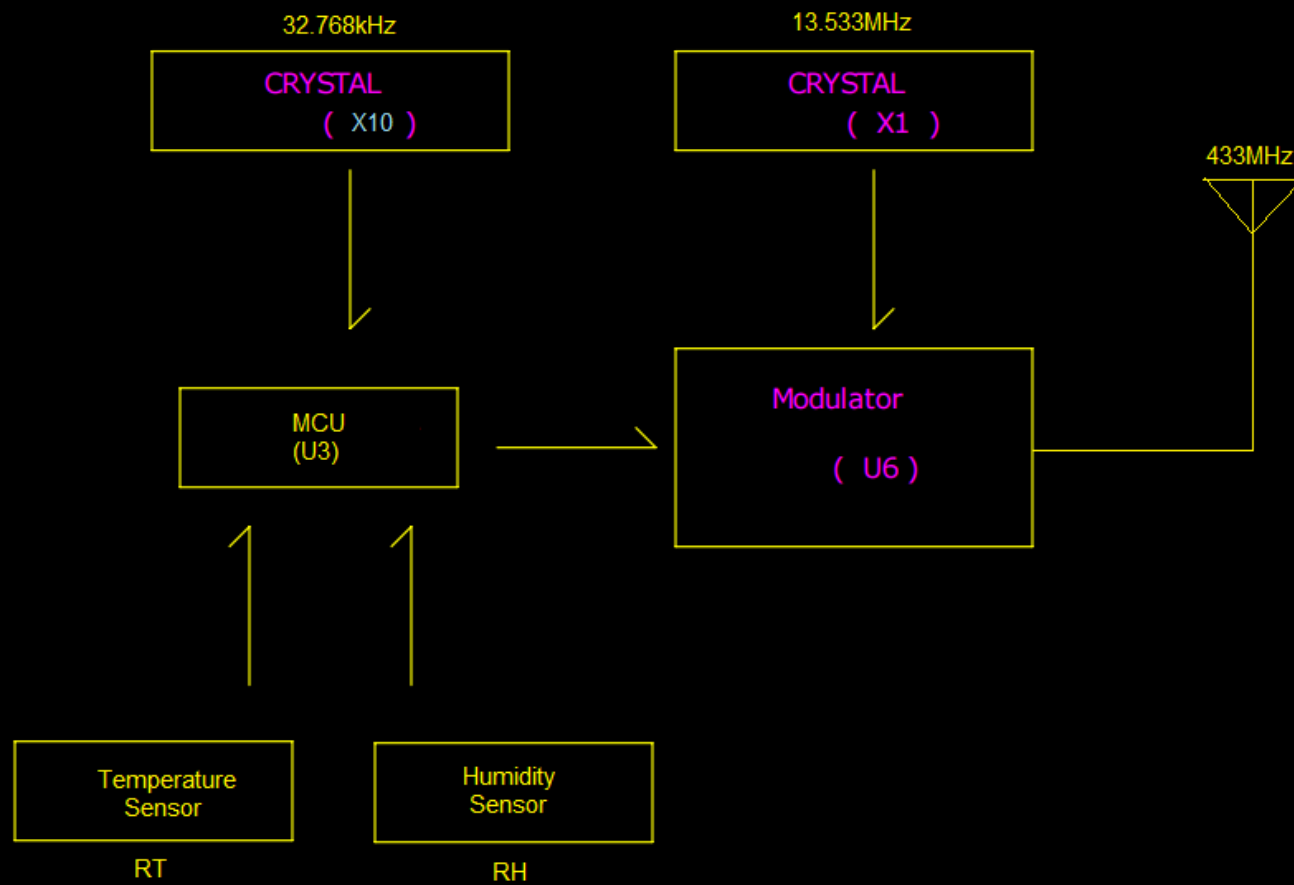 32.768kHz
CRYSTAL
( X10 )
13.533MHz
CRYSTAL
( X1 )
433MHz
MCU
(U3)
Modulator
( U6 )
Temperature
Sensor
RT
Humidity
Sensor
RH